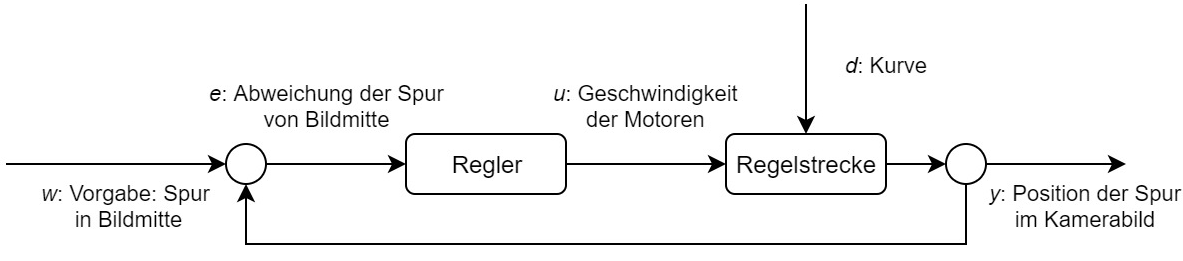 d: Kurve
e: Abweichung der Spur
von Bildmitte
u: Geschwindigkeit
der Motoren
Regler
Regelstrecke
w: Vorgabe: Spur
in Bildmitte
y: Position der Spur
im Kamerabild